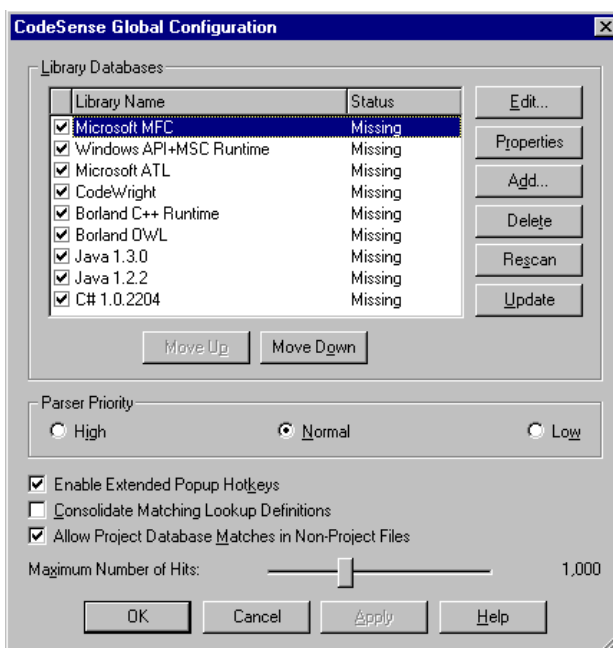 CodeSense Global Configuration
Library Databases
Library Name Status
Microsoft MFC Missing
Windows API+MSC Runtime Missing
Microsoft ATL Missing
CodeWright Missing
Borland C++ Runtime Missing
Borland OWL Missing
Java 1.3.0 Missing
Java 1.2.2 Missing
C# 1.0.2204 Missing
Edit...
Properties
Add...
Delete
Rescan
Update
Move Up Move Down
Parser Priority
High Normal Low
Enable Extended Popup Hotkeys
Consolidate Matching Lookup Definitions
Allow Project Database Matches in Non-Project Files
Maximum Number of Hits: 1,000
OK Cancel Apply Help